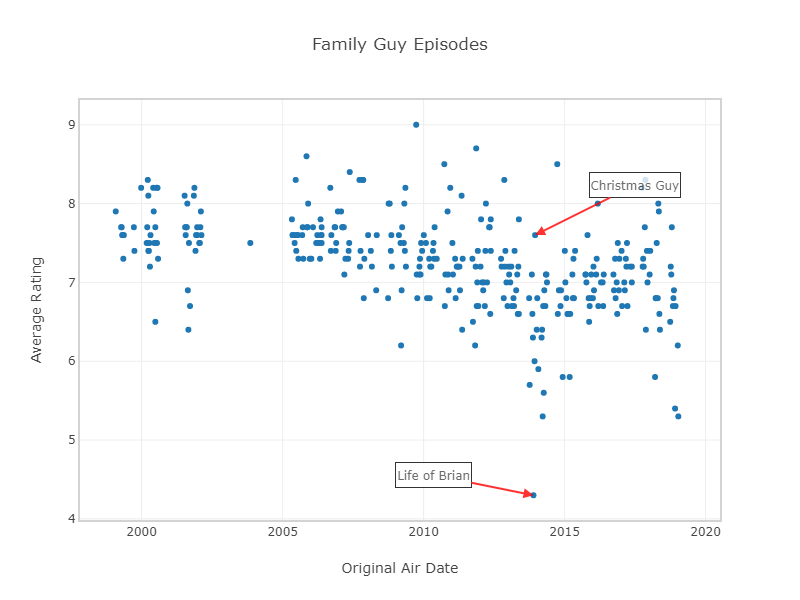 Family Guy Episodes
9
8
7
6
5
4
Average Rating
Christmas Guy
Life of Brian
2000
2005
2010
2015
2020
Original Air Date